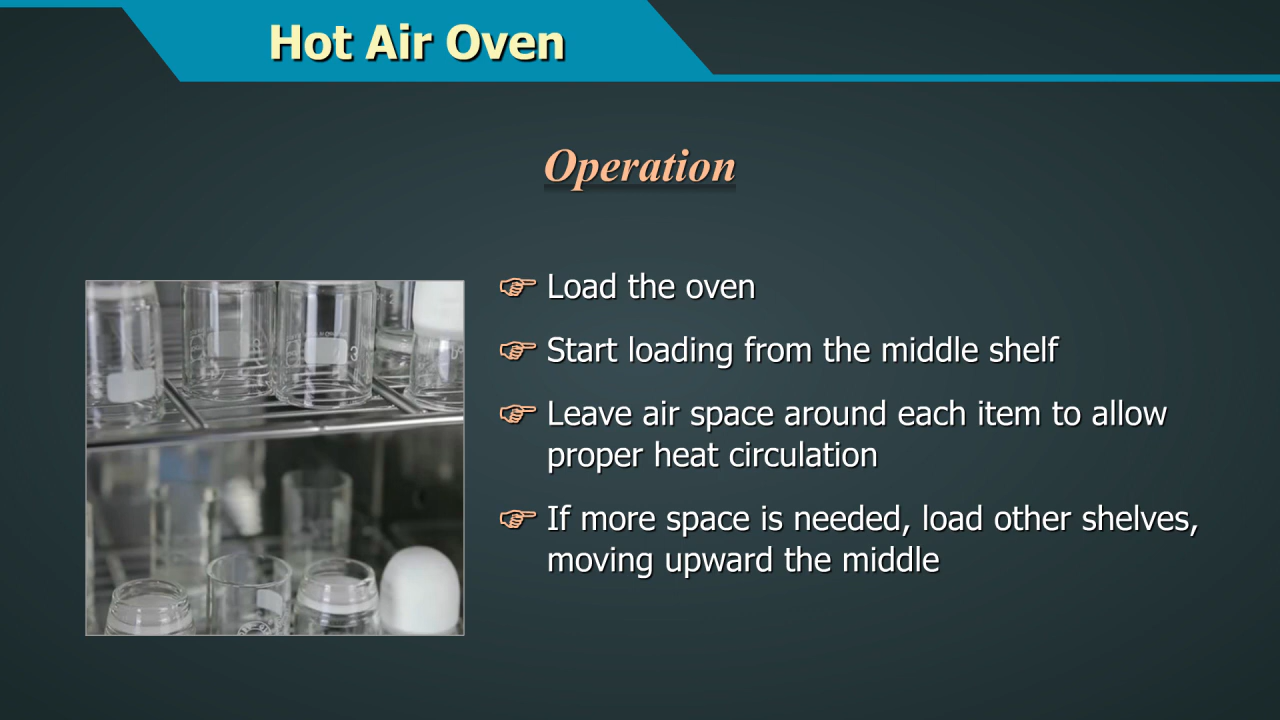 Hot Air Oven
Operation
☞ Load the oven
☞ Start loading from the middle shelf
☞ Leave air space around each item to allow
proper heat circulation
☞ If more space is needed, load other shelves,
moving upward the middle